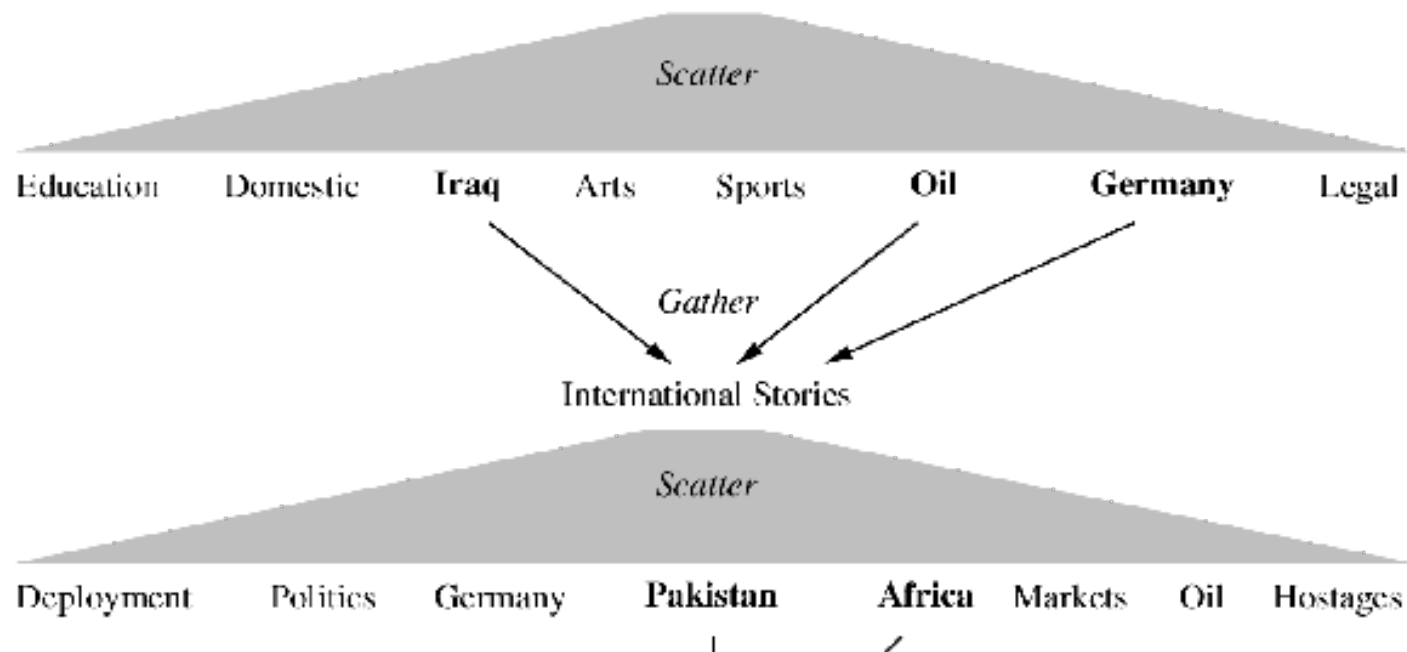 Scatter
Education Domestic Iraq Arts Sports Oil Germany Legal
Gather
International Stories
Scatter
Deployment Politics Germany Pakistan Africa Markets Oil Hostages